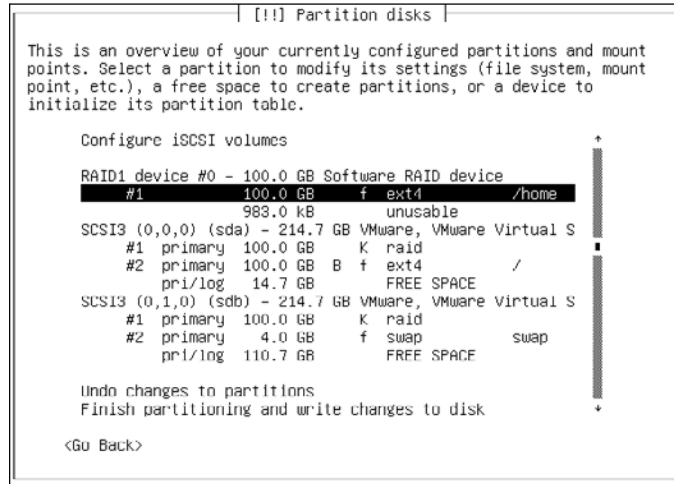 [!!] Partition disks
This is an overview of your currently configured partitions and mount
points. Select a partition to modify its settings (file system, mount
point, etc.), a free space to create partitions, or a device to
initialize its partition table.
Configure iSCSI volumes
RAID1 device #0 - 100.0 GB Software RAID device
#1 100.0 GB f ext4 /home
983.0 kB unusable
SCSI3 (0,0,0) (sda) - 214.7 GB VMware, VMware Virtual S
#1 primary 100.0 GB K raid
#2 primary 100.0 GB B f ext4 /
pri/log 14.7 GB FREE SPACE
SCSI3 (0,1,0) (sdb) - 214.7 GB VMware, VMware Virtual S
#1 primary 100.0 GB K raid
#2 primary 4.0 GB f swap swap
pri/log 110.7 GB FREE SPACE
Undo changes to partitions
Finish partitioning and write changes to disk
<Go Back>